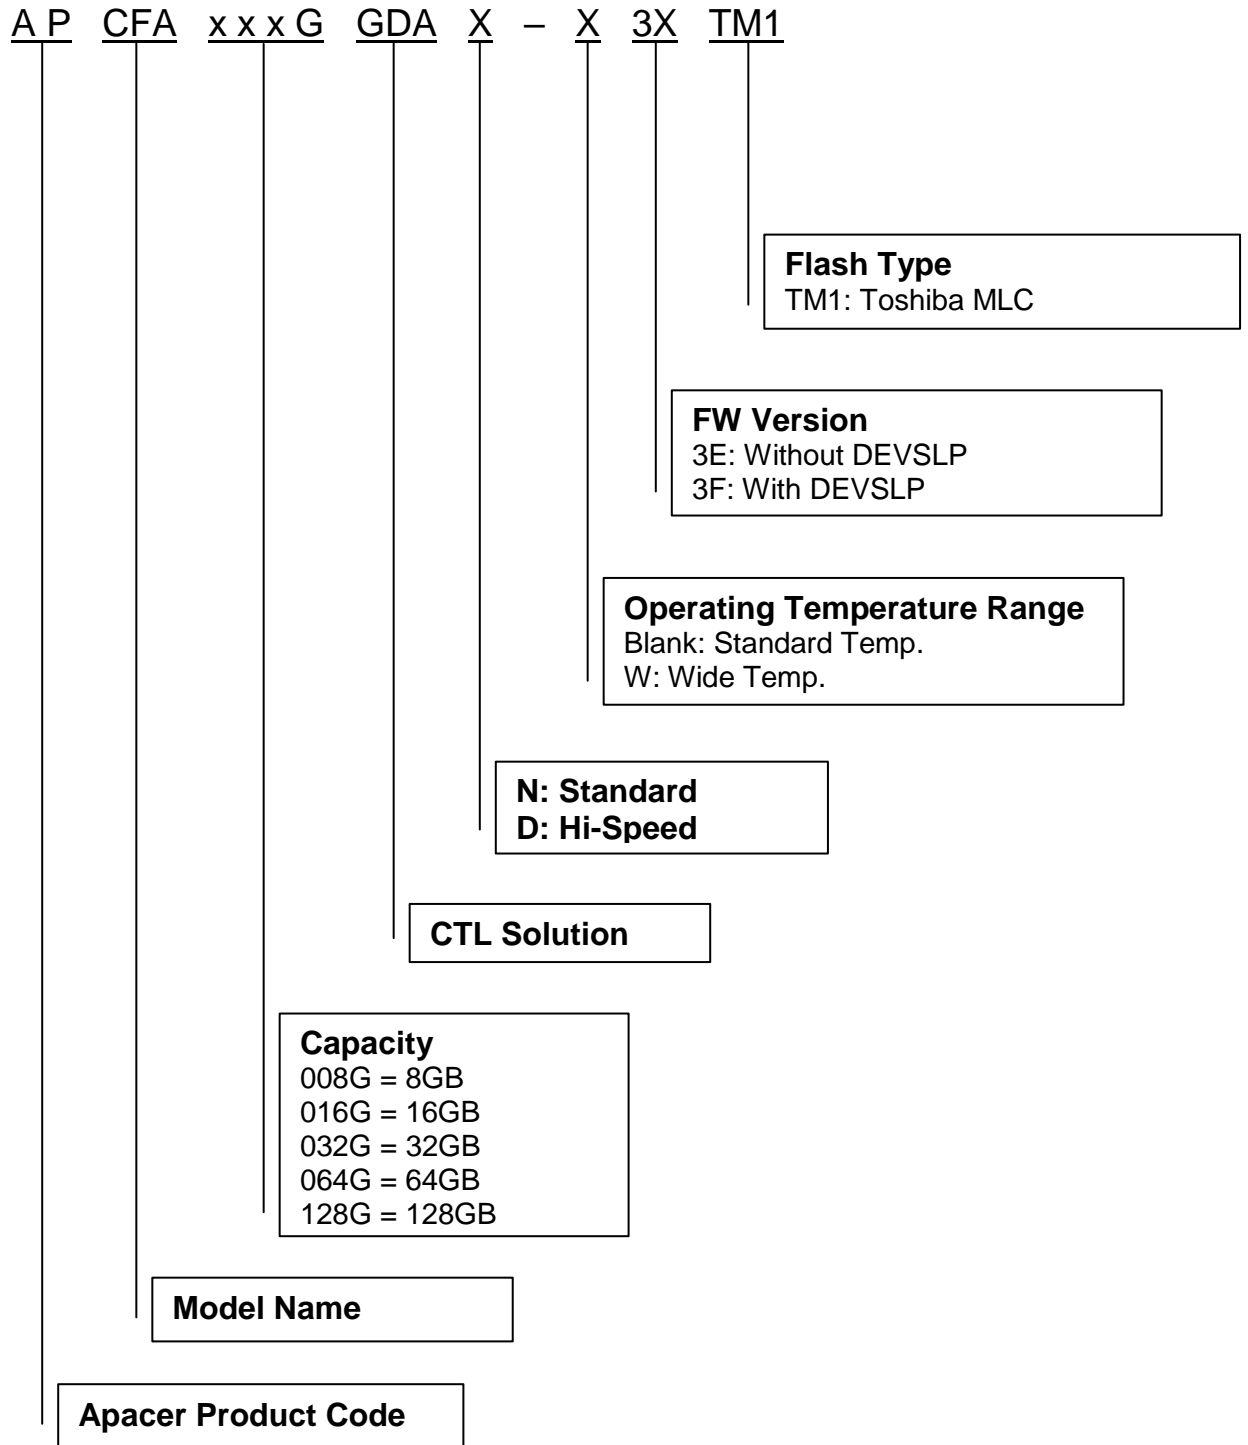 A P CFA x x x G GDA X – X 3X TM1
Flash Type
TM1: Toshiba MLC
FW Version
3E: Without DEVSLP
3F: With DEVSLP
Operating Temperature Range
Blank: Standard Temp.
W: Wide Temp.
N: Standard
D: Hi-Speed
CTL Solution
Capacity
008G = 8GB
016G = 16GB
032G = 32GB
064G = 64GB
128G = 128GB
Model Name
Apacer Product Code